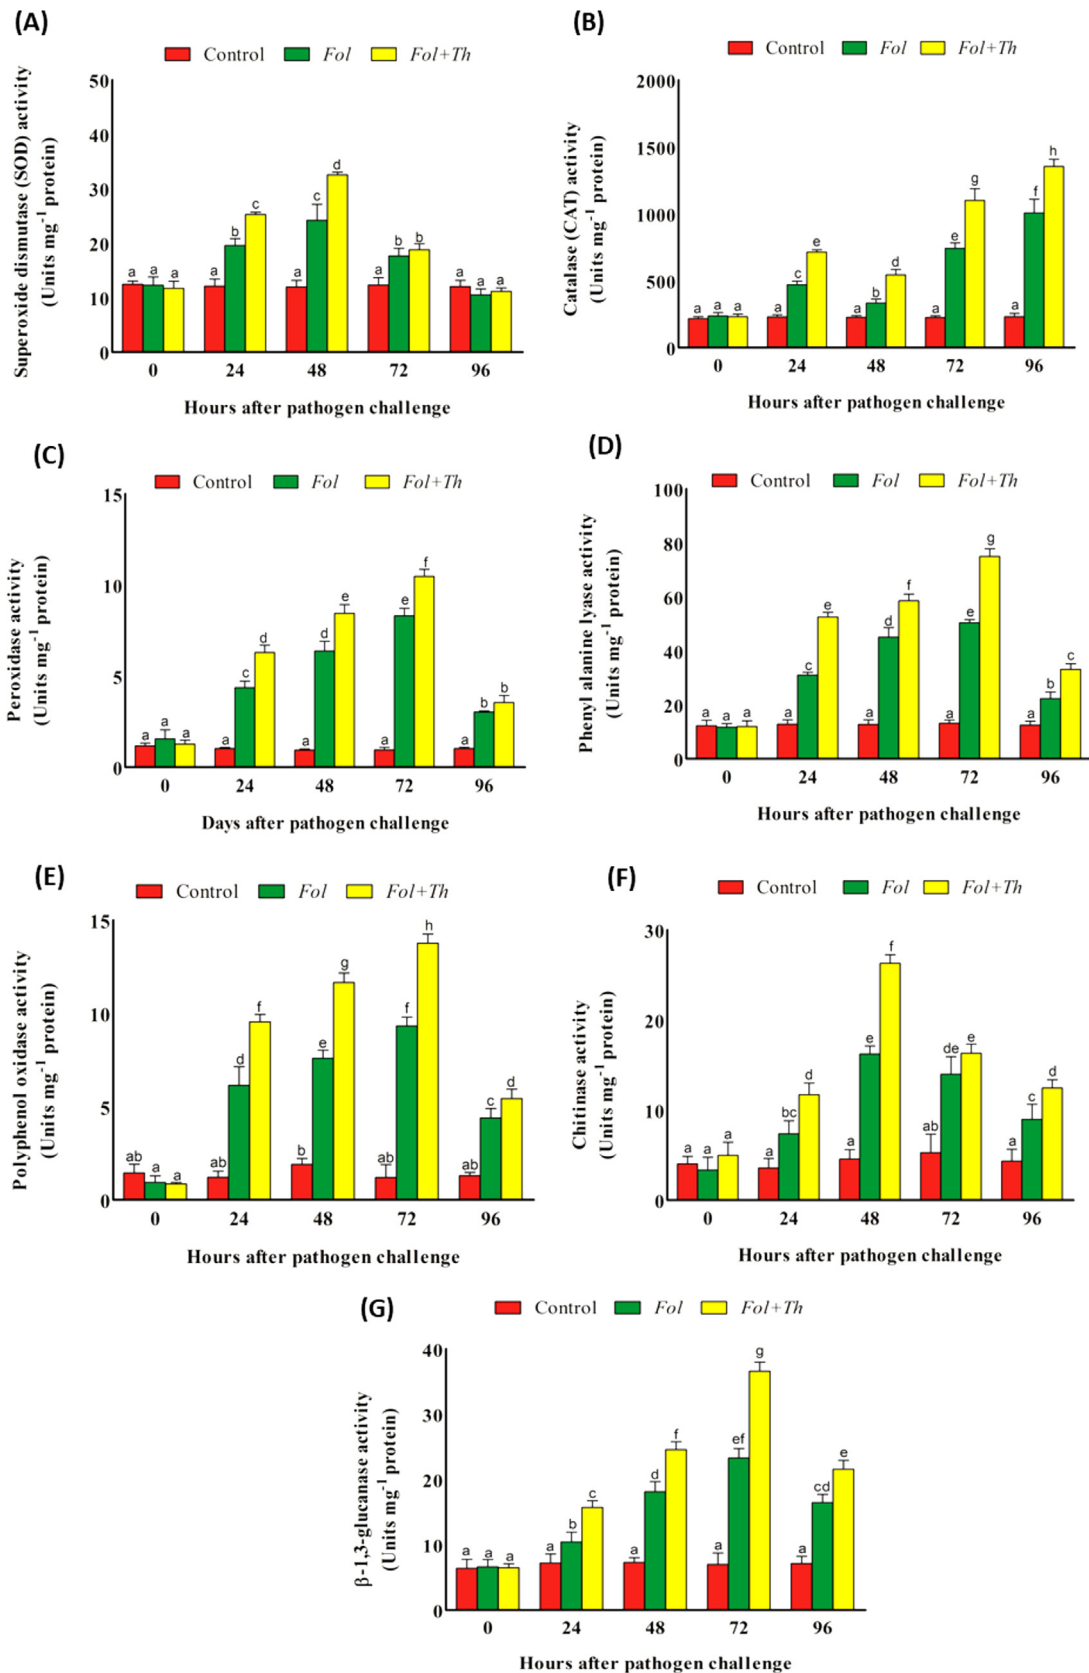 (A)
Control Fol Fol+Th
Superoxide dismutase (SOD) activity
(Units mg-1 protein)
50
40
30
20
10
0
a a a a b c a c d a b b a a a
0 24 48 72 96
Hours after pathogen challenge
(B)
Control Fol Fol+Th
Catalase (CAT) activity
(Units mg-1 protein)
2000
1500
1000
500
0
a a a a c e a b d a e g a f h
0 24 48 72 96
Hours after pathogen challenge
(C)
Control Fol Fol+Th
Peroxidase activity
(Units mg-1 protein)
15
10
5
0
a a a a c d a d e a e f a b b
0 24 48 72 96
Days after pathogen challenge
(D)
Control Fol Fol+Th
Phenyl alanine lyase activity
(Units mg-1 protein)
100
80
60
40
20
0
a a a a c e a d f a e g a b c
0 24 48 72 96
Hours after pathogen challenge
(E)
Control Fol Fol+Th
Polyphenol oxidase activity
(Units mg-1 protein)
15
10
5
0
ab a a ab d f b e g ab f h ab c d
0 24 48 72 96
Hours after pathogen challenge
(F)
Control Fol Fol+Th
Chitinase activity
(Units mg-1 protein)
30
20
10
0
a a a a bc d a e f ab de e a c d
0 24 48 72 96
Hours after pathogen challenge
(G)
Control Fol Fol+Th
β-1,3-glucanase activity
(Units mg-1 protein)
40
30
20
10
0
a a a a b c a d f a ef g a cd e
0 24 48 72 96
Hours after pathogen challenge